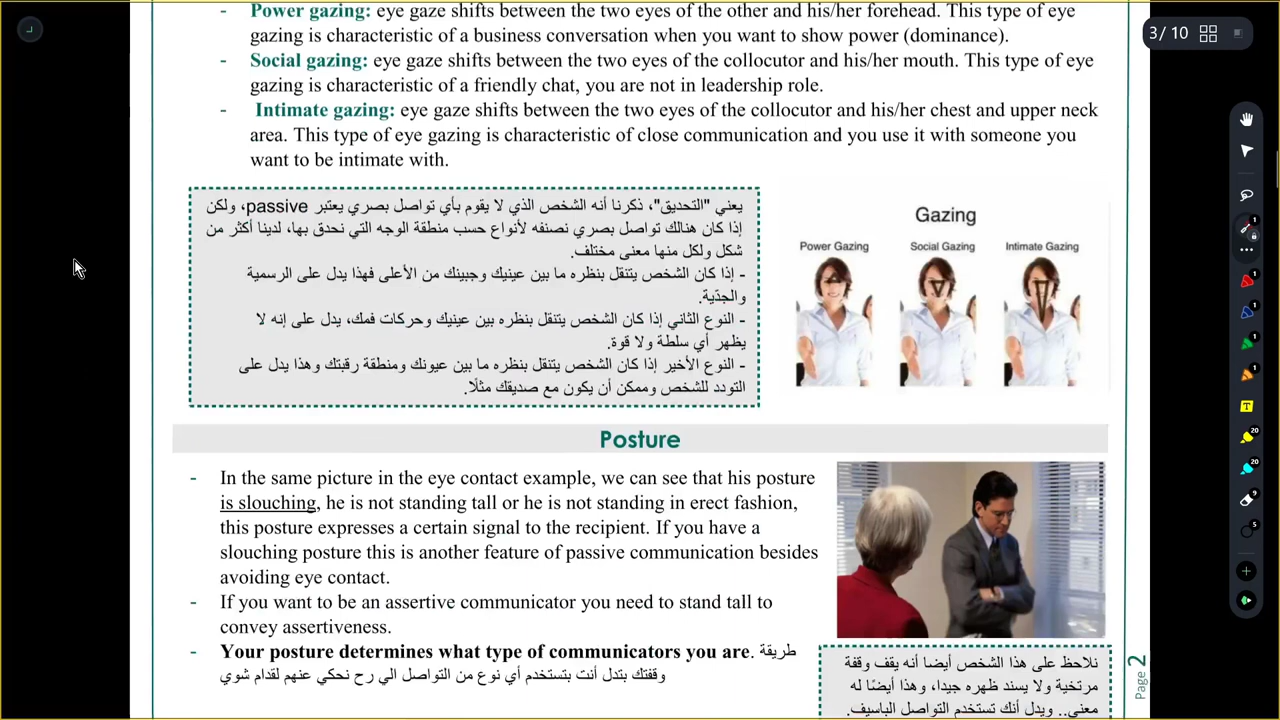 - Power gazing: eye gaze shifts between the two eyes of the other and his/her forehead. This type of eye
gazing is characteristic of a business conversation when you want to show power (dominance).
- Social gazing: eye gaze shifts between the two eyes of the collocutor and his/her mouth. This type of eye
gazing is characteristic of a friendly chat, you are not in leadership role.
- Intimate gazing: eye gaze shifts between the two eyes of the collocutor and his/her chest and upper neck
area. This type of eye gazing is characteristic of close communication and you use it with someone you
want to be intimate with.
3/ 10
يعني "التحديق"، ذكرنا أنه الشخص الذي لا يقوم بأي تواصل بصري يعتبر passive، ولكن
إذا كان هنالك تواصل بصري نصنفه لأنواع حسب منطقة الوجه التي نحدق بها، لدينا أكثر من
شكل ولكل منها معنى مختلف.
- إذا كان الشخص يتنقل بنظره ما بين عينيك وجبينك من الأعلى فهذا يدل على الرسمية
والجدّية.
- النوع الثاني إذا كان الشخص يتنقل بنظره بين عينيك وحركات فمك، يدل على إنه لا
يظهر أي سلطة ولا قوة.
- النوع الأخير إذا كان الشخص يتنقل بنظره ما بين عيونك ومنطقة رقبتك وهذا يدل على
التودد للشخص وممكن أن يكون مع صديقك مثلًا.
Gazing
Power Gazing Social Gazing Intimate Gazing
Posture
- In the same picture in the eye contact example, we can see that his posture
is slouching, he is not standing tall or he is not standing in erect fashion,
this posture expresses a certain signal to the recipient. If you have a
slouching posture this is another feature of passive communication besides
avoiding eye contact.
- If you want to be an assertive communicator you need to stand tall to
convey assertiveness.
- Your posture determines what type of communicators you are. طريقة
وقفتك بتدل أنت بتستخدم أي نوع من التواصل الي رح نحكي عنهم لقدام شوي
نلاحظ على هذا الشخص أيضا أنه يقف وقفة
مرتخية ولا يسند ظهره جيدا، وهذا أيضًا له
معنى.. ويدل أنك تستخدم التواصل الباسيف.
Page 2
1
1
1
1
1
T
20
20
9
5